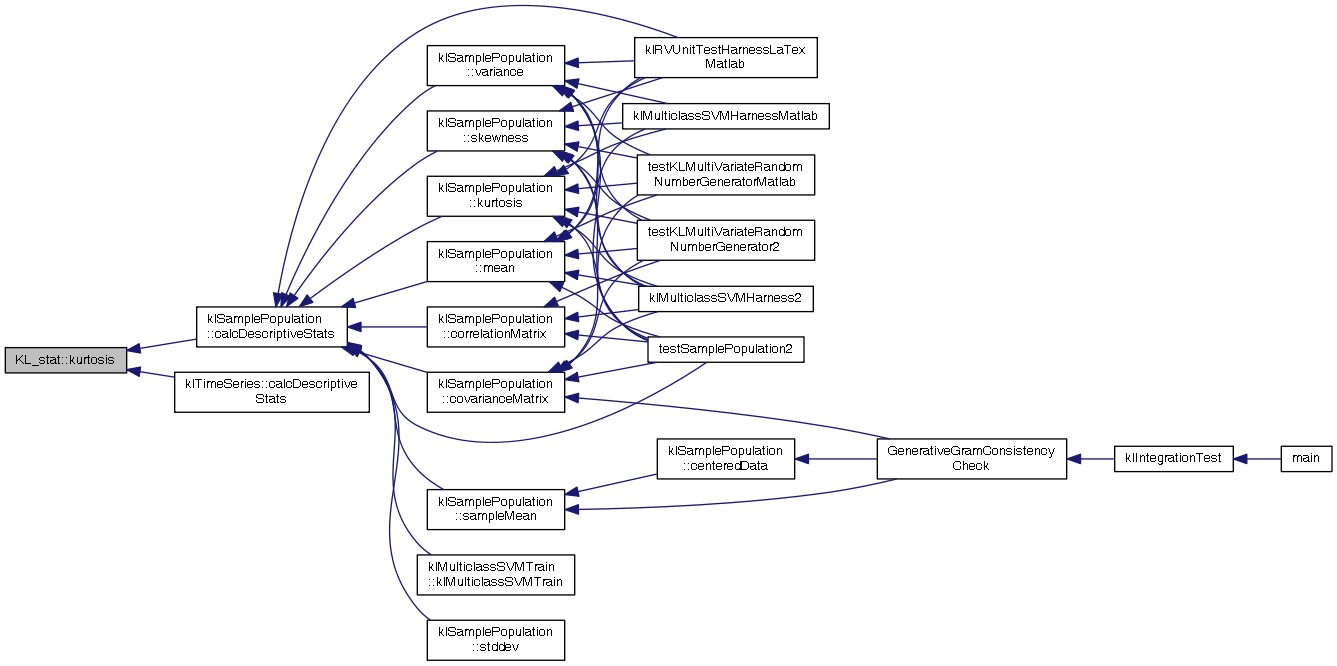 KL_stat::kurtosis
klSamplePopulation
::calcDescriptiveStats
klTimeSeries::calcDescriptive
Stats
klSamplePopulation
::variance
klSamplePopulation
::skewness
klSamplePopulation
::kurtosis
klSamplePopulation
::mean
klSamplePopulation
::correlationMatrix
klSamplePopulation
::covarianceMatrix
klSamplePopulation
::sampleMean
klMulticlassSVMTrain
::klMulticlassSVMTrain
klSamplePopulation
::stddev
klRVUnitTestHarnessLaTex
Matlab
klMulticlassSVMHarnessMatlab
testKLMultiVariateRandom
NumberGeneratorMatlab
testKLMultiVariateRandom
NumberGenerator2
klMulticlassSVMHarness2
testSamplePopulation2
klSamplePopulation
::centeredData
GenerativeGramConsistency
Check
klIntegrationTest
main